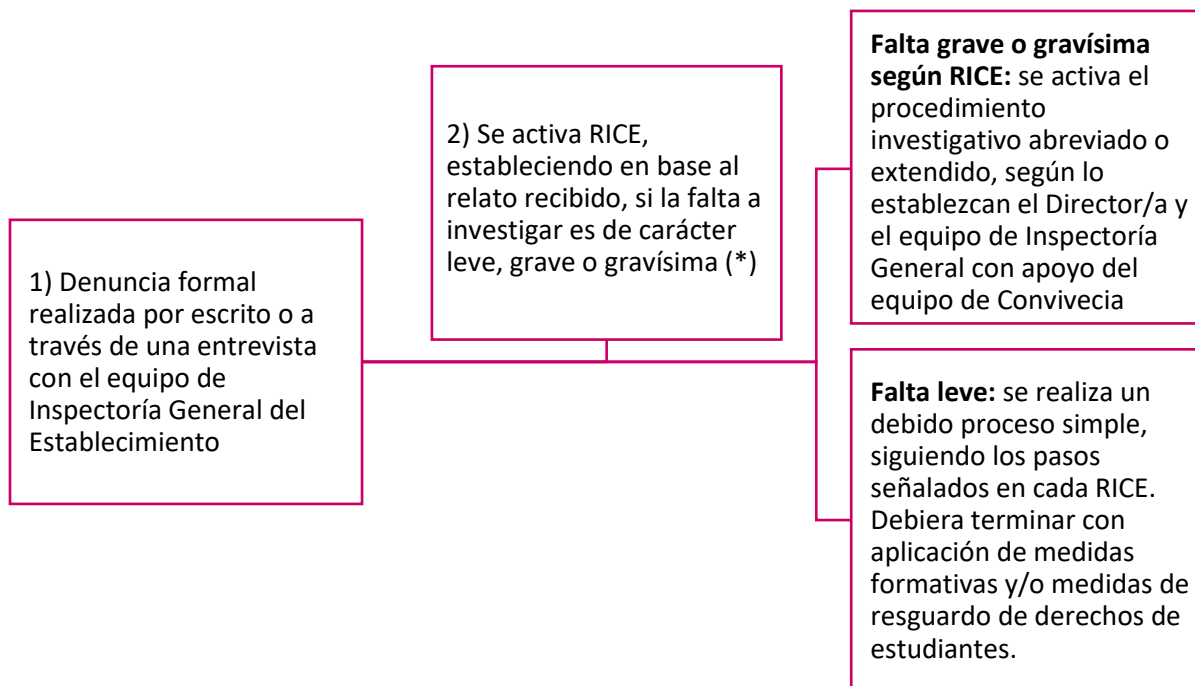 1) Denuncia formal
realizada por escrito o a
través de una entrevista
con el equipo de
Inspectoría General del
Establecimiento
2) Se activa RICE,
estableciendo en base al
relato recibido, si la falta a
investigar es de carácter
leve, grave o gravísima (*)
Falta grave o gravísima
según RICE: se activa el
procedimiento
investigativo abreviado o
extendido, según lo
establezcan el Director/a y
el equipo de Inspectoría
General con apoyo del
equipo de Convivecia
Falta leve: se realiza un
debido proceso simple,
siguiendo los pasos
señalados en cada RICE.
Debiera terminar con
aplicación de medidas
formativas y/o medidas de
resguardo de derechos de
estudiantes.